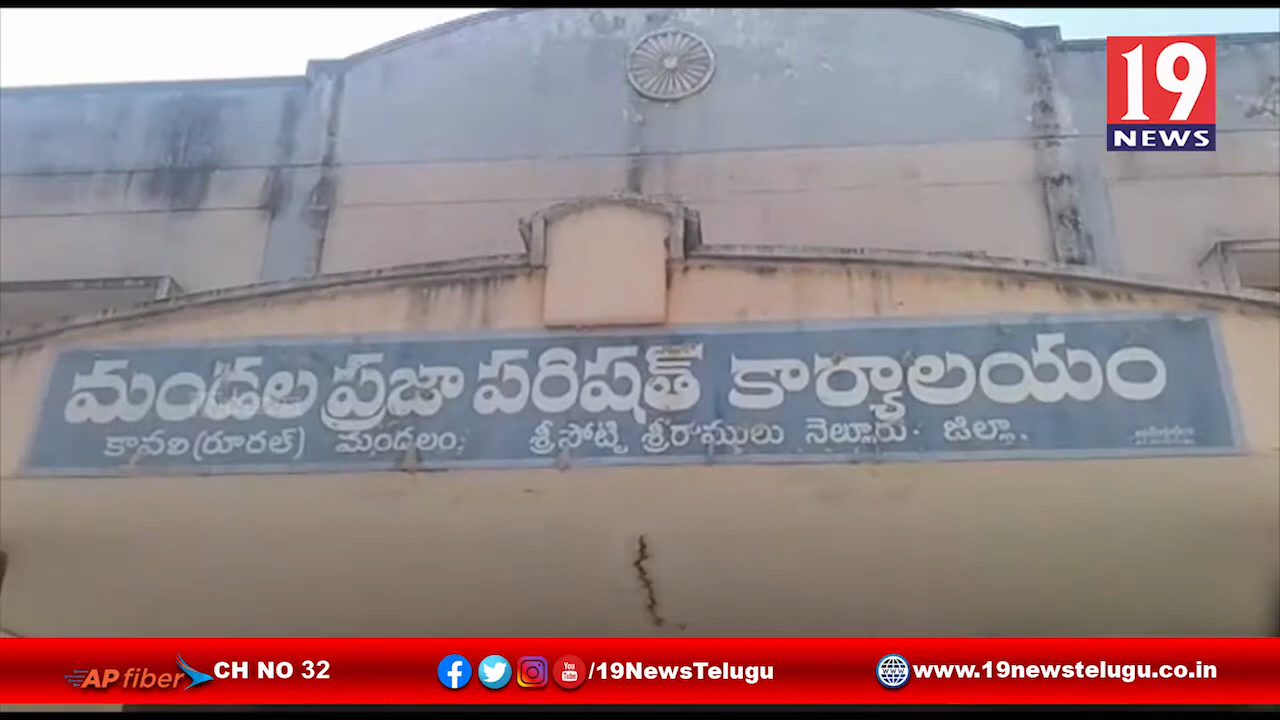 19
NEWS
మండల ప్రజా పరిషత్ కార్యాలయం
కావలి (రూరల్) మండలం, శ్రీపొట్టి శ్రీరాములు నెల్లూరు జిల్లా.
AP fiber CH NO 32 /19NewsTelugu www.19newstelugu.co.in